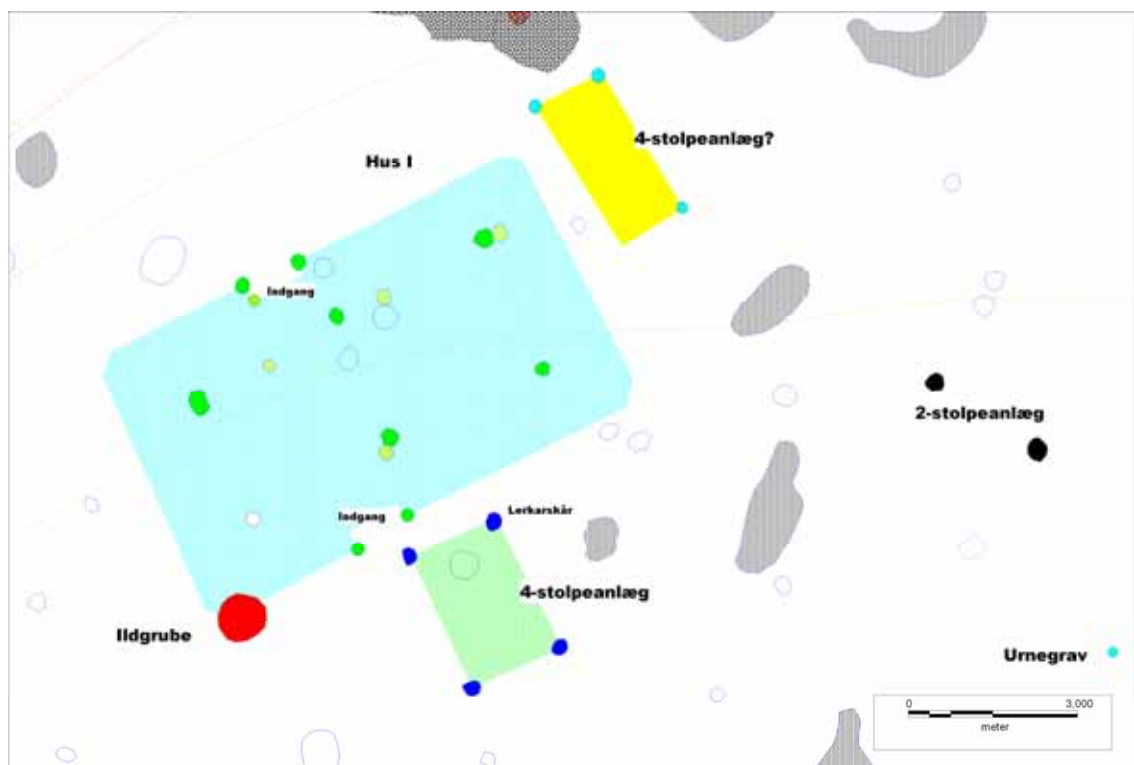 4-stolpeanlæg?
Hus I
Indgang
2-stolpeanlæg
Indgang
Lerkarskår
4-stolpeanlæg
Ildgrube
Urnegrav
0
3,000
meter